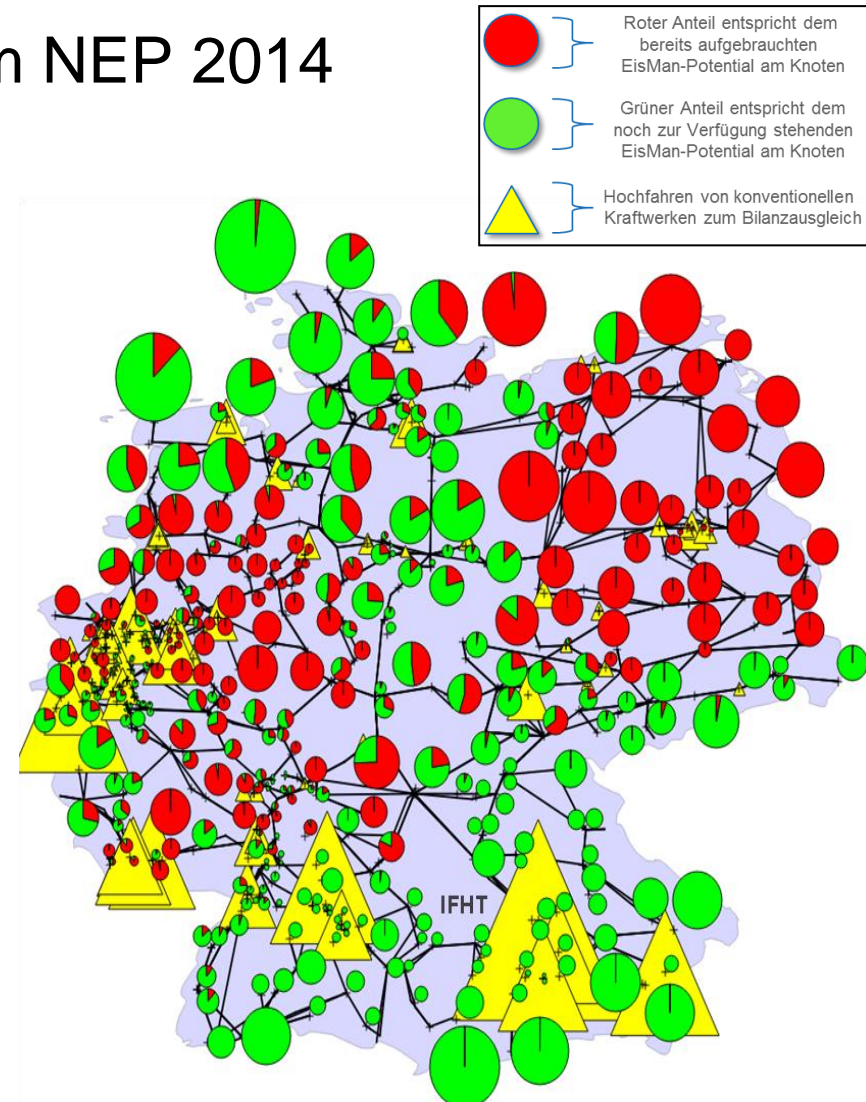 n NEP 2014
Roter Anteil entspricht dem
bereits aufgebrauchten
EisMan-Potential am Knoten
Grüner Anteil entspricht dem
noch zur Verfügung stehenden
EisMan-Potential am Knoten
Hochfahren von konventionellen
Kraftwerken zum Bilanzausgleich
IFHT